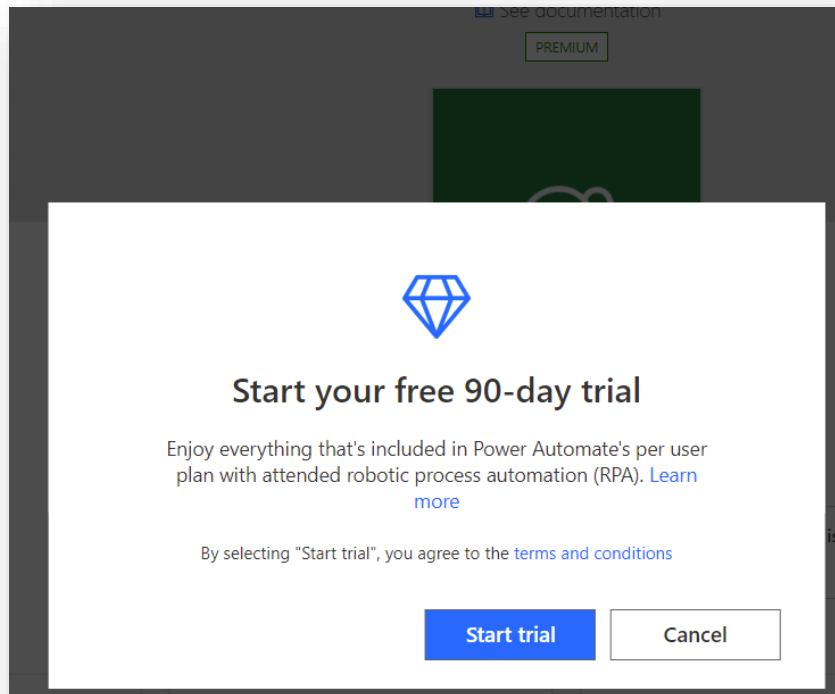 See documentation
PREMIUM
Start your free 90-day trial
Enjoy everything that's included in Power Automate's per user
plan with attended robotic process automation (RPA). Learn
more
By selecting "Start trial", you agree to the terms and conditions
Start trial Cancel